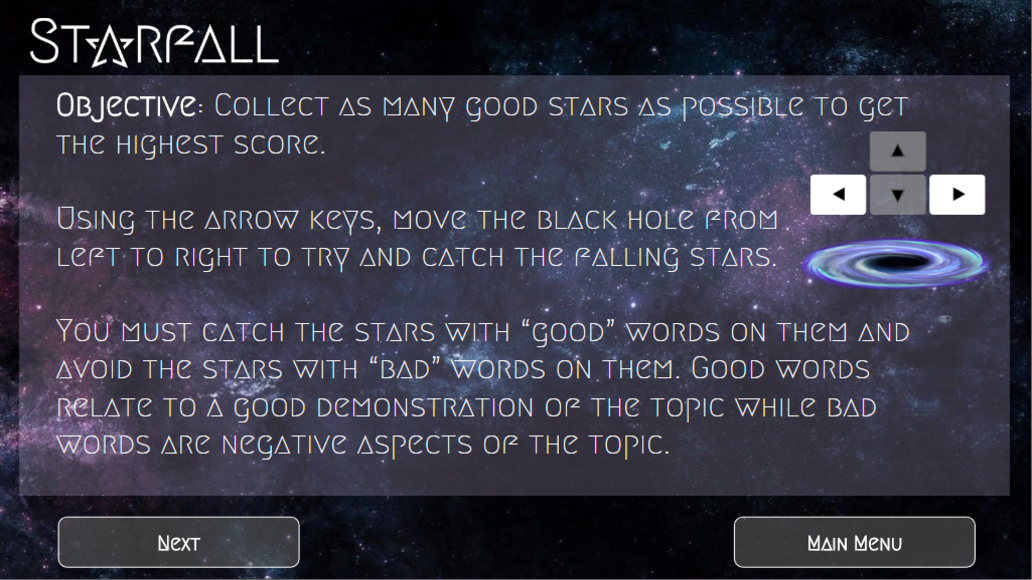 Starfall
Objective: Collect as many good stars as possible to get
the highest score.
Using the arrow keys, move the black hole from
left to right to try and catch the falling stars.
You must catch the stars with “good” words on them and
avoid the stars with “bad” words on them. Good words
relate to a good demonstration of the topic while bad
words are negative aspects of the topic.
Next
Main Menu